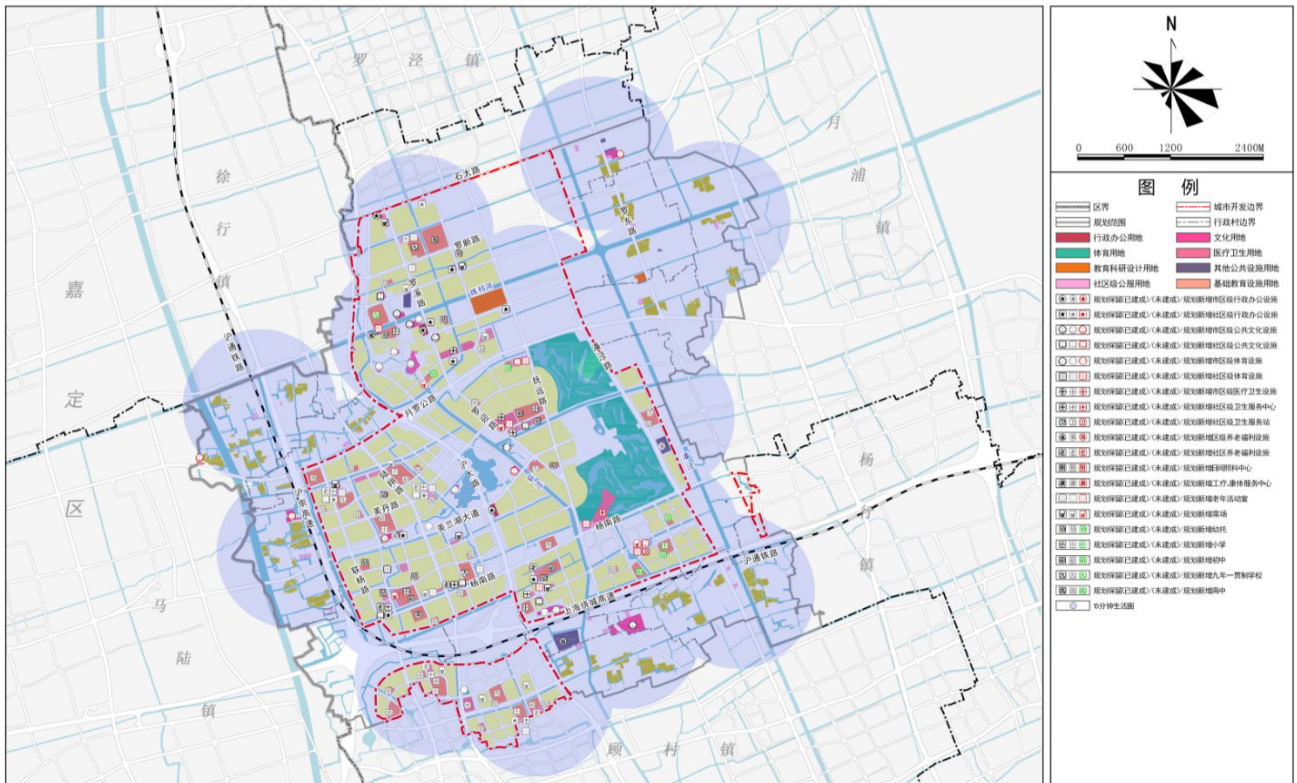 罗泾镇
月浦镇
徐行镇
嘉定区
马陆镇
杨行镇
顾村镇
石太路
罗新路
罗东路
罗溪路
沪通铁路
月罗公路
抚远路
沪太路
美丹路
美兰湖大道
联杨路
杨南路
杨南路
沪通铁路
上海绕城高速
N
0 600 1200 2400M
图 例
区界
城市开发边界
规划范围
行政村边界
行政办公用地
文化用地
体育用地
医疗卫生用地
教育科研设计用地
其他公共设施用地
社区级公服用地
基础教育设施用地
规划保留(已建成)/(未建成)/规划新增市区级行政办公设施
规划保留(已建成)/(未建成)/规划新增社区级行政办公设施
规划保留(已建成)/(未建成)/规划新增市区级公共文化设施
规划保留(已建成)/(未建成)/规划新增社区级公共文化设施
规划保留(已建成)/(未建成)/规划新增市区级体育设施
规划保留(已建成)/(未建成)/规划新增社区级体育设施
规划保留(已建成)/(未建成)/规划新增市区级医疗卫生设施
规划保留(已建成)/(未建成)/规划新增社区级卫生服务中心
规划保留(已建成)/(未建成)/规划新增社区级卫生服务站
规划保留(已建成)/(未建成)/规划新增区级养老福利设施
规划保留(已建成)/(未建成)/规划新增社区养老福利设施
规划保留(已建成)/(未建成)/规划新增日间照料中心
规划保留(已建成)/(未建成)/规划新增工疗、康体服务中心
规划保留(已建成)/(未建成)/规划新增老年活动室
规划保留(已建成)/(未建成)/规划新增菜场
规划保留(已建成)/(未建成)/规划新增幼托
规划保留(已建成)/(未建成)/规划新增小学
规划保留(已建成)/(未建成)/规划新增初中
规划保留(已建成)/(未建成)/规划新增九年一贯制学校
规划保留(已建成)/(未建成)/规划新增高中
15分钟生活圈